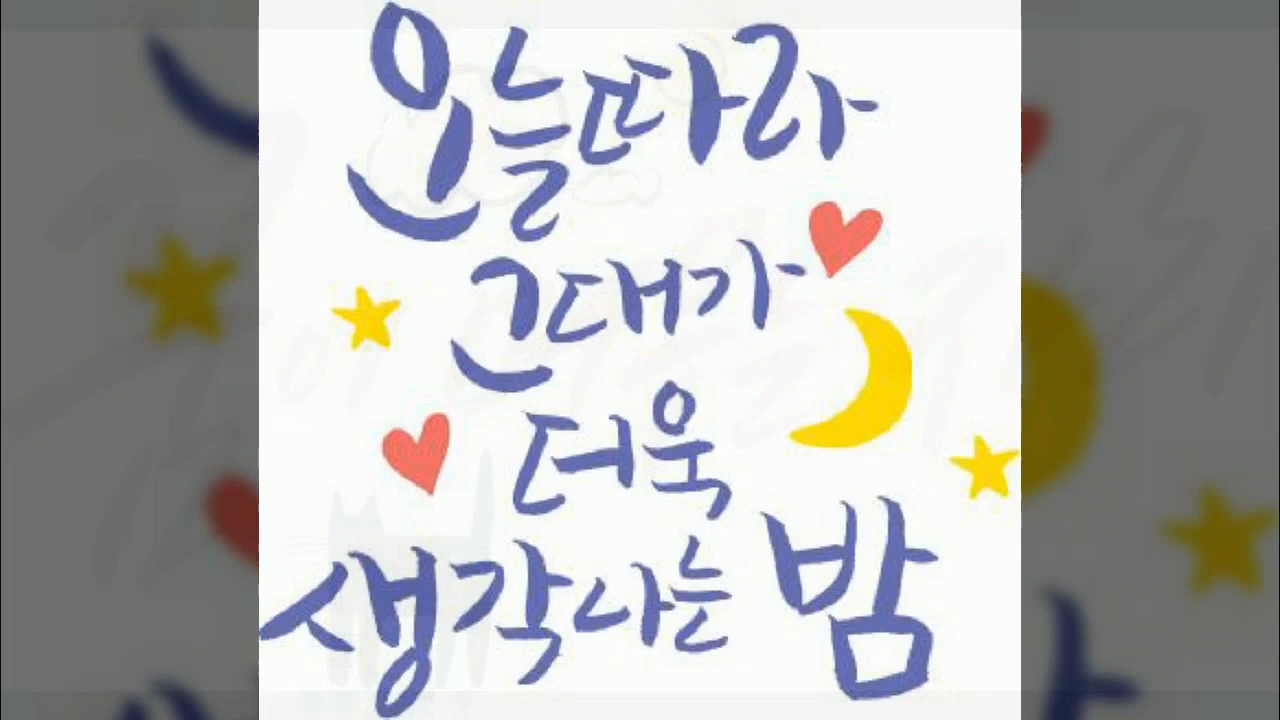 오늘따라
그대가
더욱
생각나는 밤